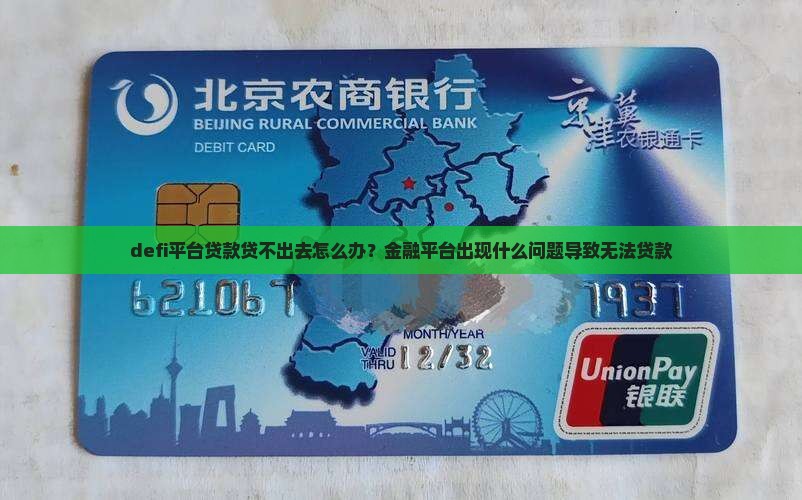 北京农商银行
BEIJING RURAL COMMERCIAL BANK
DEBIT CARD
京津冀
农银通卡
defi平台贷款贷不出去怎么办？金融平台出现什么问题导致无法贷款
621067
7937
MONTH/YEAR
VALID THRU 12/32
UnionPay
银联